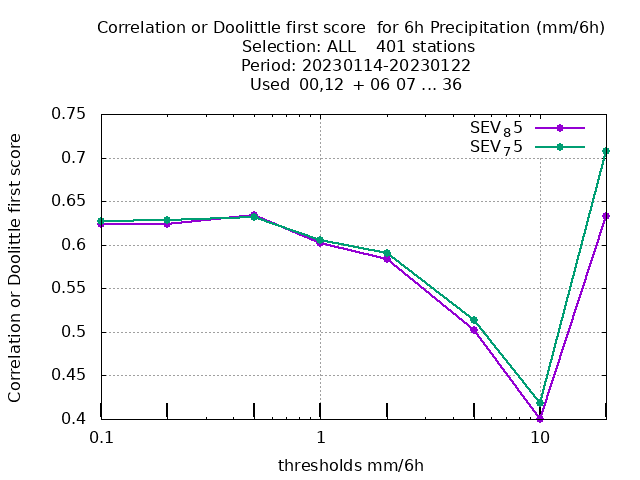 Correlation or Doolittle first score  for 6h Precipitation (mm/6h)
Selection: ALL    401 stations
Period: 20230114-20230122
Used  00,12  + 06 07 ... 36
Correlation or Doolittle first score
0.75
0.7
0.65
0.6
0.55
0.5
0.45
0.4
SEV₈5
SEV₇5
0.1 1 10
thresholds mm/6h